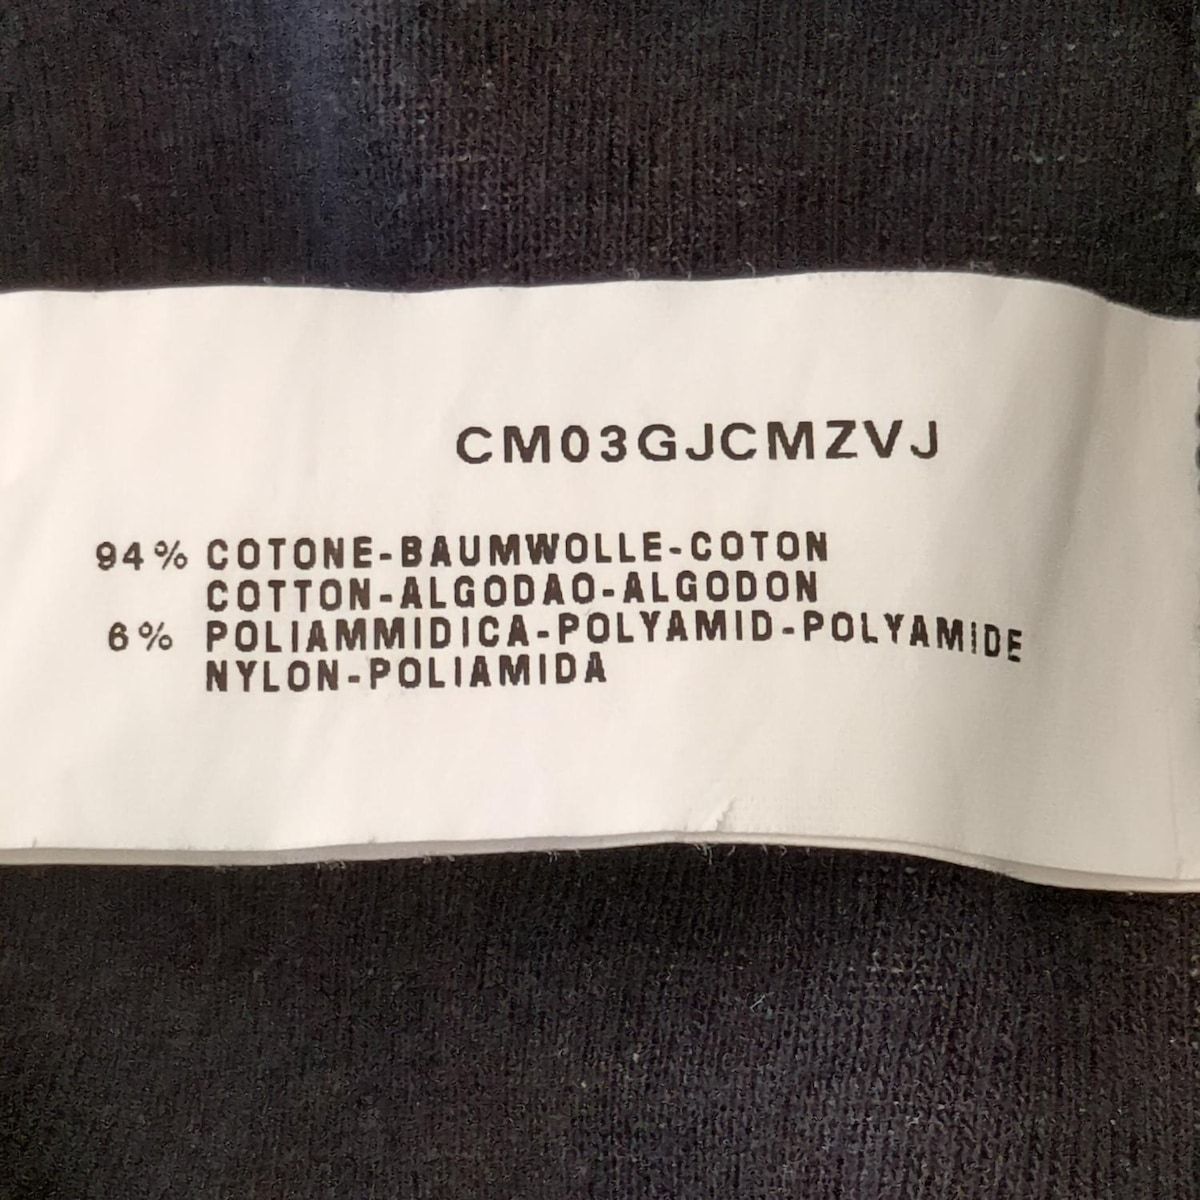 CM03GJCMZVJ
94% COTONE-BAUMWOLLE-COTON
COTTON-ALGODAO-ALGODON
6% POLIAMMIDICA-POLYAMID-POLYAMIDE
NYLON-POLIAMIDA